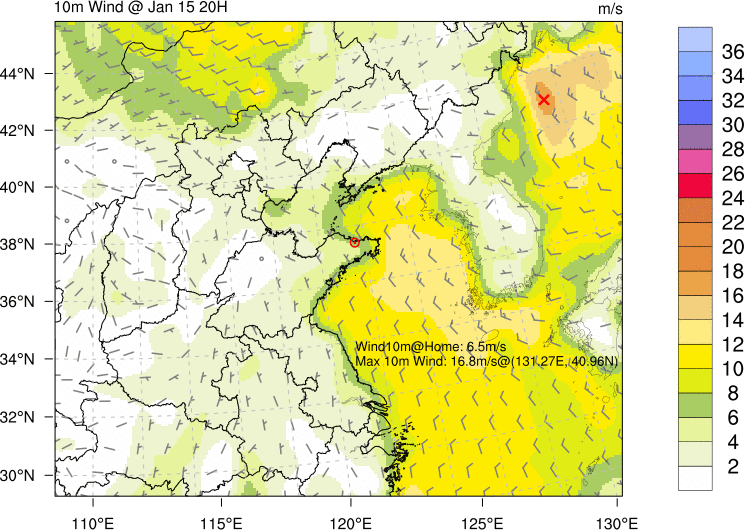 10m Wind @ Jan 15 20H
m/s
44°N
42°N
40°N
38°N
36°N
34°N
32°N
30°N
110°E
115°E
120°E
125°E
130°E
Wind10m@Home: 6.5m/s
Max 10m Wind: 16.8m/s@(131.27E, 40.96N)
36
34
32
30
28
26
24
22
20
18
16
14
12
10
8
6
4
2